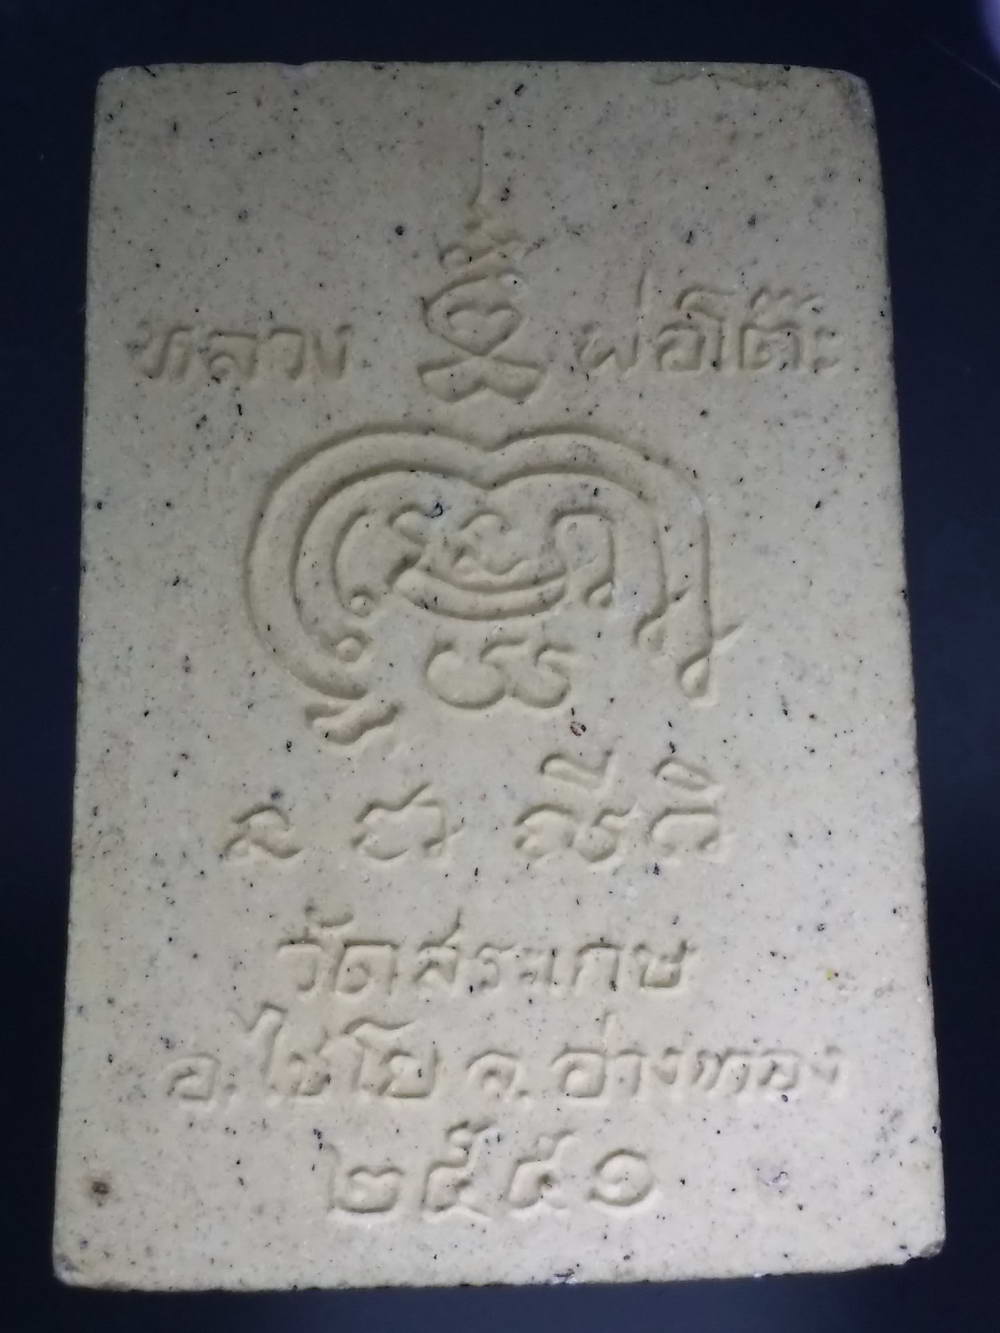 หลวง พ่อโต๊ะ
วัดสระเกษ
อ.ไชโย จ.อ่างทอง
๒๕๕๑